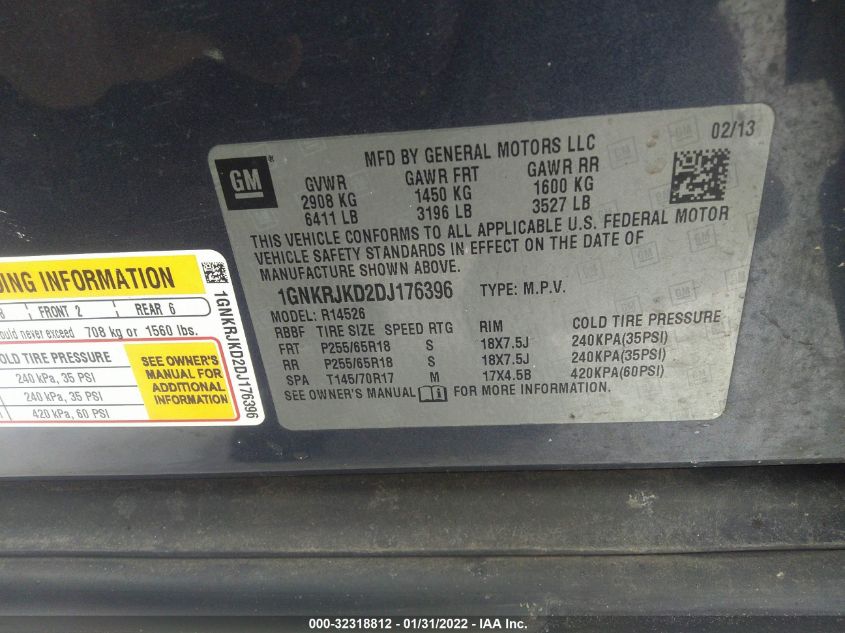 02/13
MFD BY GENERAL MOTORS LLC
GM
GVWR GAWR FRT GAWR RR
2908 KG 1450 KG 1600 KG
6411 LB 3196 LB 3527 LB
THIS VEHICLE CONFORMS TO ALL APPLICABLE U.S. FEDERAL MOTOR
VEHICLE SAFETY STANDARDS IN EFFECT ON THE DATE OF
MANUFACTURE SHOWN ABOVE.
1GNKRJKD2DJ176396 TYPE: M.P.V.
MODEL: R14526
RBBF TIRE SIZE SPEED RTG RIM COLD TIRE PRESSURE
FRT P255/65R18 S 18X7.5J 240KPA(35PSI)
RR P255/65R18 S 18X7.5J 240KPA(35PSI)
SPA T145/70R17 M 17X4.5B 420KPA(60PSI)
SEE OWNER'S MANUAL FOR MORE INFORMATION.
INFORMATION
FRONT 2 REAR 6
never exceed 708 kg or 1560 lbs.
COLD TIRE PRESSURE
240 kPa, 35 PSI
240 kPa, 35 PSI
420 kPa, 60 PSI
SEE OWNER'S
MANUAL FOR
ADDITIONAL
INFORMATION
1GNKRJKD2DJ176396
000-32318812 - 01/31/2022 - IAA Inc.